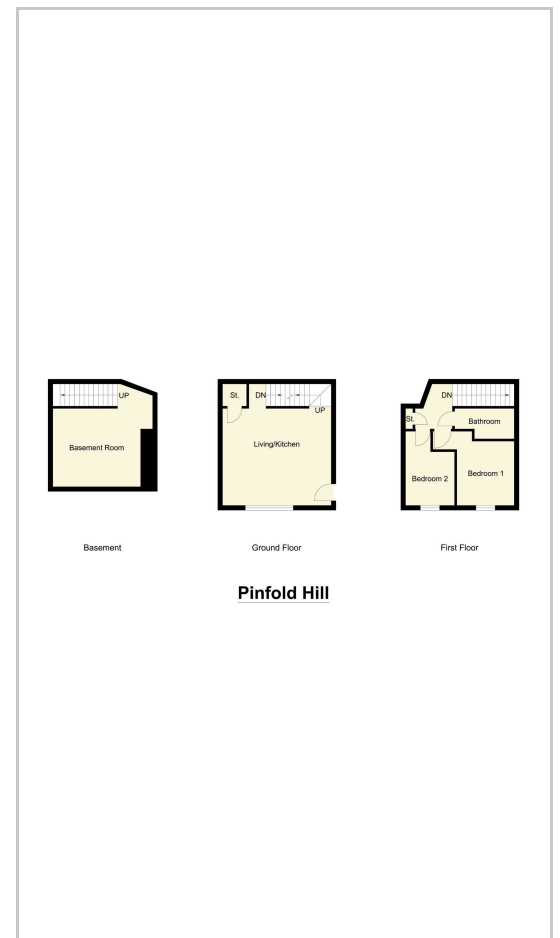 UP
Basement Room
Basement
St.
DN
UP
Living/Kitchen
Ground Floor
DN
St.
Bathroom
Bedroom 2
Bedroom 1
First Floor
Pinfold Hill